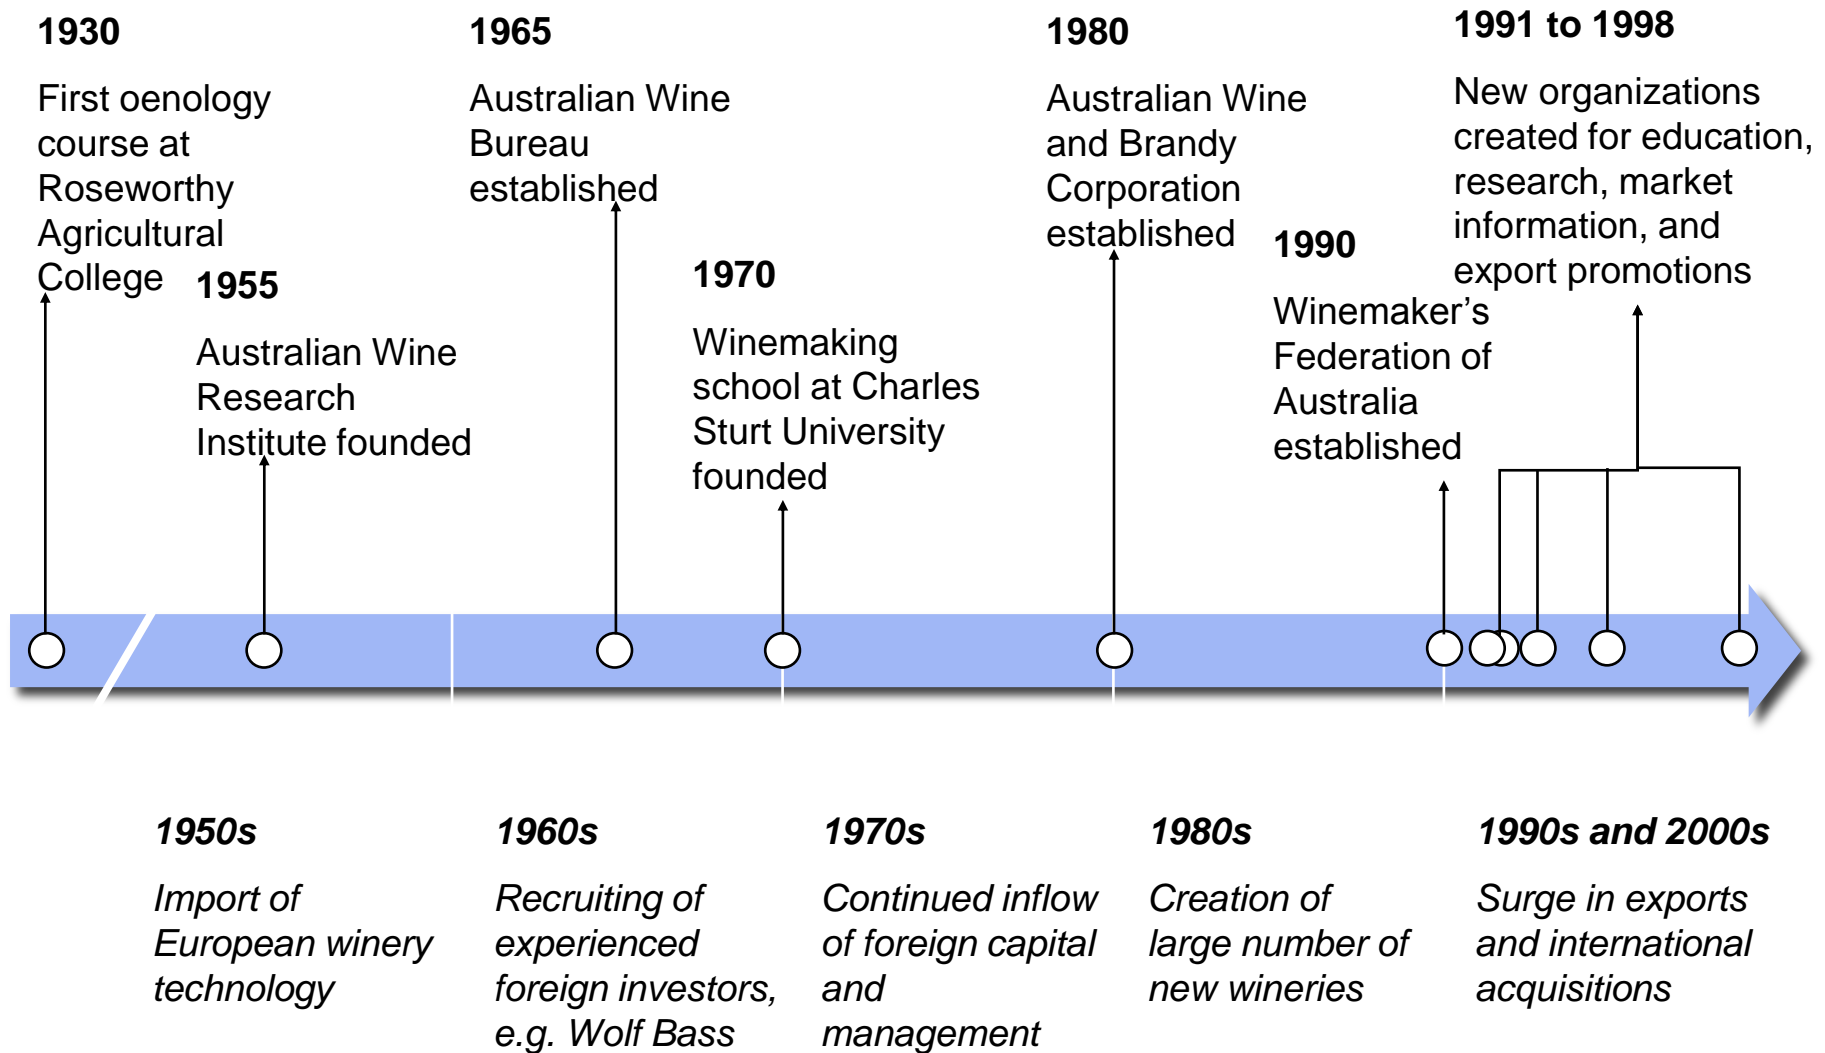 1930
First oenology
course at
Roseworthy
Agricultural
College
1955
Australian Wine
Research
Institute founded
1965
Australian Wine
Bureau
established
1970
Winemaking
school at Charles
Sturt University
founded
1980
Australian Wine
and Brandy
Corporation
established
1990
Winemaker’s
Federation of
Australia
established
1991 to 1998
New organizations
created for education,
research, market
information, and
export promotions
1950s
Import of
European winery
technology
1960s
Recruiting of
experienced
foreign investors,
e.g. Wolf Bass
1970s
Continued inflow
of foreign capital
and
management
1980s
Creation of
large number of
new wineries
1990s and 2000s
Surge in exports
and international
acquisitions